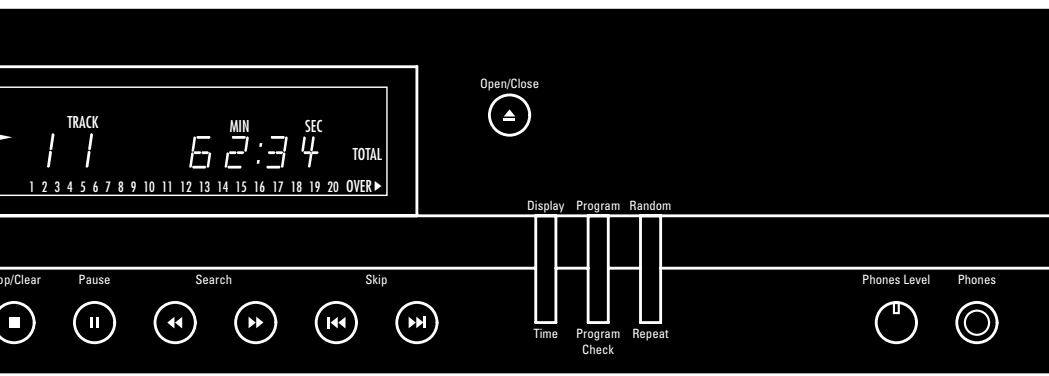 Open/Close
TRACK MIN SEC
11 62:34 TOTAL
1 2 3 4 5 6 7 8 9 10 11 12 13 14 15 16 17 18 19 20 OVER
Display Program Random
op/Clear Pause Search Skip Phones Level Phones
Time Program Repeat
Check